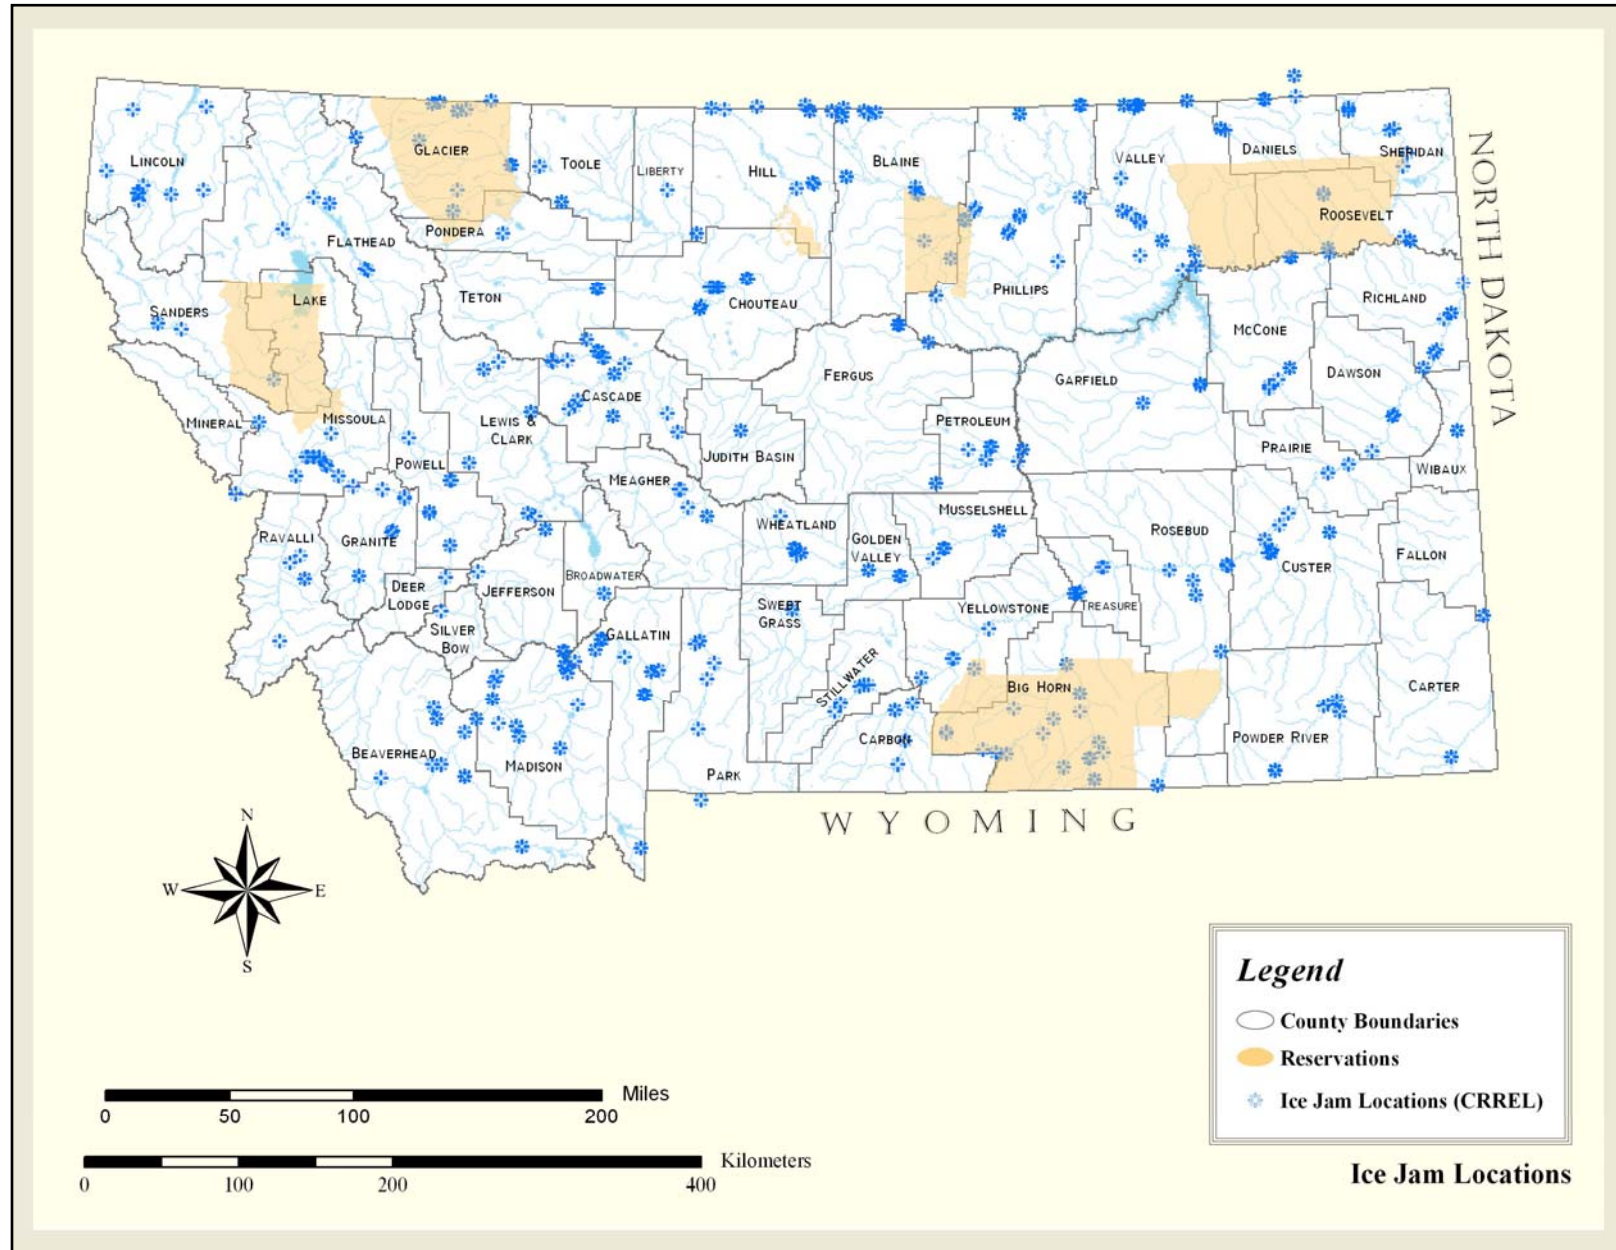 LINCOLN
GLACIER
TOOLE
LIBERTY
HILL
BLAINE
VALLEY
DANIELS
SHERIDAN
NORTH DAKOTA
ROOSEVELT
FLATHEAD
PONDERA
PHILLIPS
RICHLAND
SANDERS
LAKE
TETON
CHOUTEAU
MCCONE
DAWSON
FERGUS
GARFIELD
MINERAL
MISSOULA
LEWIS &
CLARK
CASCADE
PETROLEUM
POWELL
JUDITH BASIN
PRAIRIE
WIBAUX
MEAGHER
RAVALLI
GRANITE
WHEATLAND
GOLDEN
VALLEY
MUSSELSHELL
ROSEBUD
CUSTER
FALLON
DEER
LODGE
JEFFERSON
BROADWATER
SILVER
BOW
GALLATIN
SWEET
GRASS
YELLOWSTONE
TREASURE
STILLWATER
BIG HORN
CARTER
BEAVERHEAD
MADISON
PARK
CARBON
POWDER RIVER
WYOMING
N
W
E
S
Legend
County Boundaries
Reservations
Ice Jam Locations (CRREL)
Miles
0 50 100 200
Kilometers
0 100 200 400
Ice Jam Locations